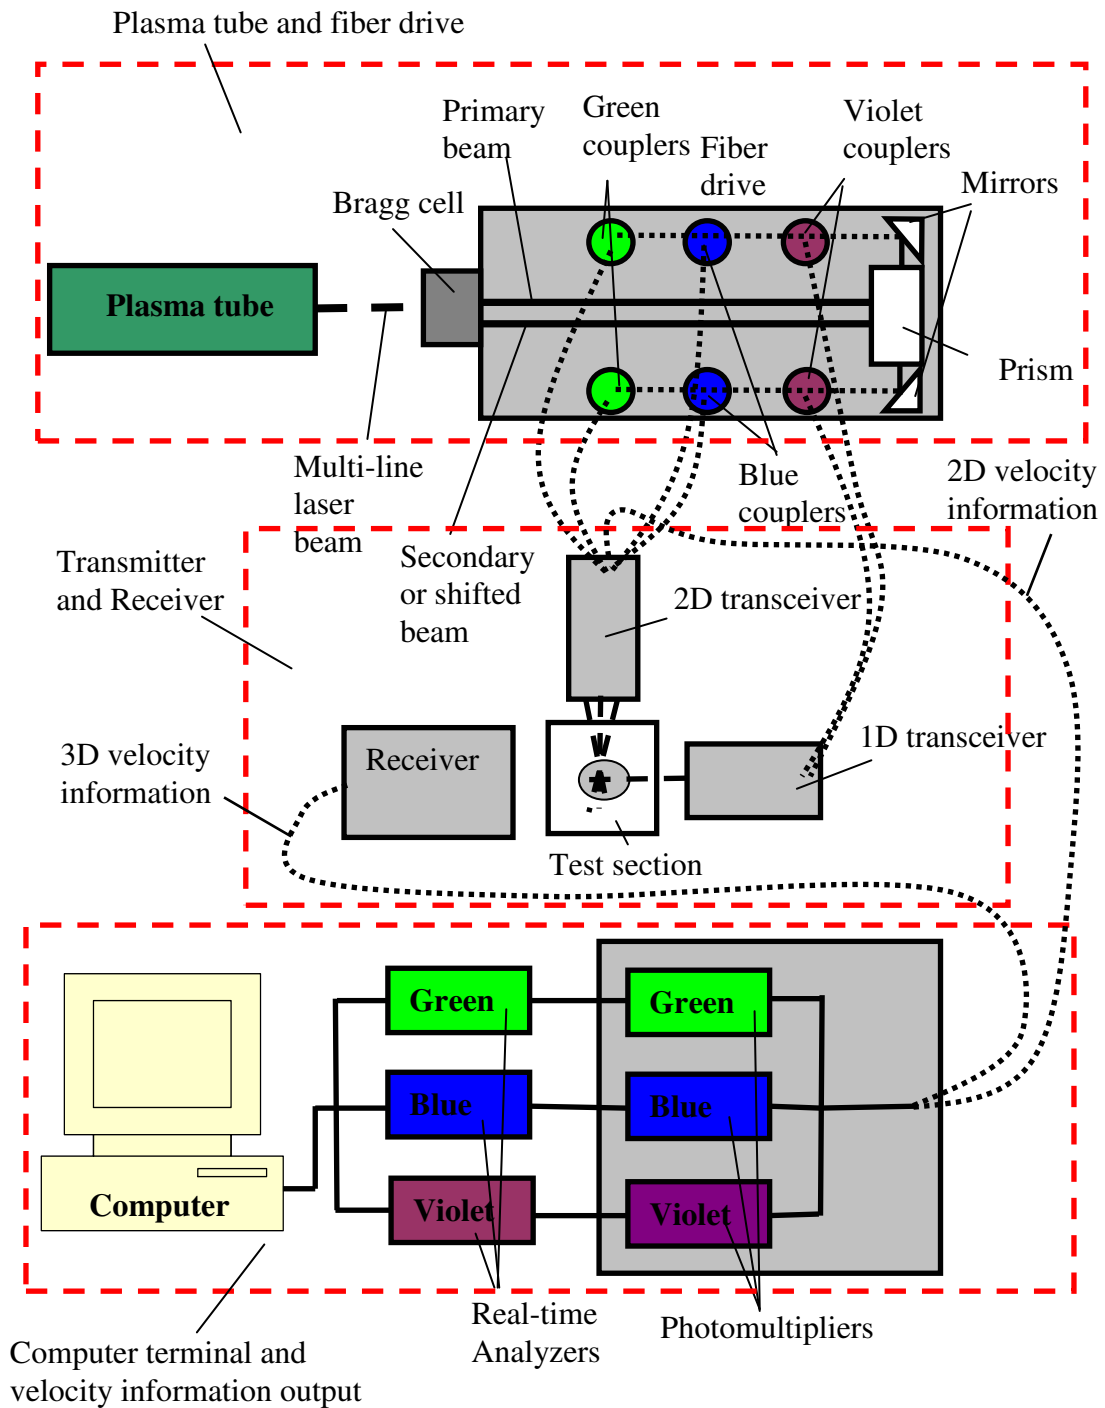 Plasma tube and fiber drive
Primary
beam
Green
couplers
Fiber
drive
Violet
couplers
Mirrors
Bragg cell
Plasma tube
Prism
Multi-line
laser
beam
Blue
couplers
2D velocity
information
Secondary
or shifted
beam
Transmitter
and Receiver
2D transceiver
3D velocity
information
Receiver
1D transceiver
Test section
Green
Green
Blue
Blue
Violet
Violet
Computer
Real-time
Analyzers
Photomultipliers
Computer terminal and
velocity information output